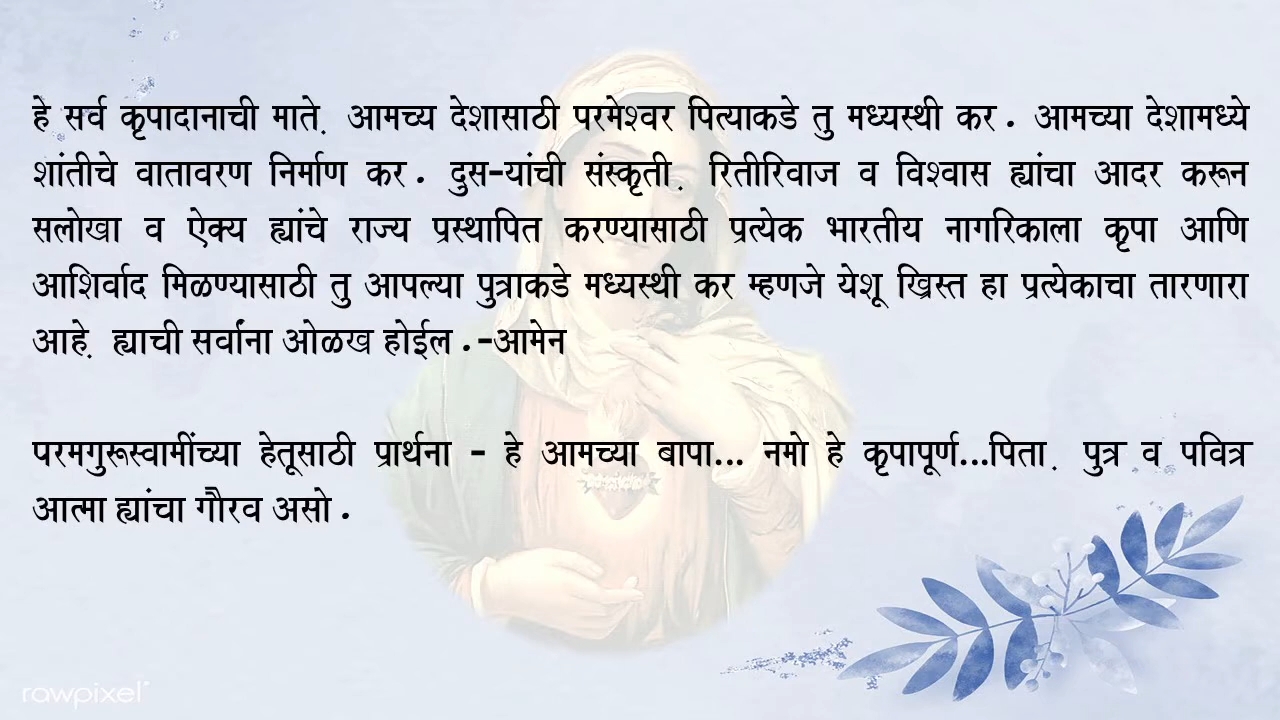 हे सर्व कृपादानाची माते. आमच्य देशासाठी परमेश्वर पित्याकडे तु मध्यस्थी कर. आमच्या देशामध्ये
शांतीचे वातावरण निर्माण कर. दुस-यांची संस्कृती. रितीरिवाज व विश्वास ह्यांचा आदर करून
सलोखा व ऐक्य ह्यांचे राज्य प्रस्थापित करण्यासाठी प्रत्येक भारतीय नागरिकाला कृपा आणि
आशिर्वाद मिळण्यासाठी तु आपल्या पुत्राकडे मध्यस्थी कर म्हणजे येशू ख्रिस्त हा प्रत्येकाचा तारणारा
आहे. ह्याची सर्वांना ओळख होईल.-आमेन
परमगुरूस्वामींच्या हेतूसाठी प्रार्थना - हे आमच्या बापा... नमो हे कृपापूर्ण...पिता. पुत्र व पवित्र
आत्मा ह्यांचा गौरव असो.
rawpixel